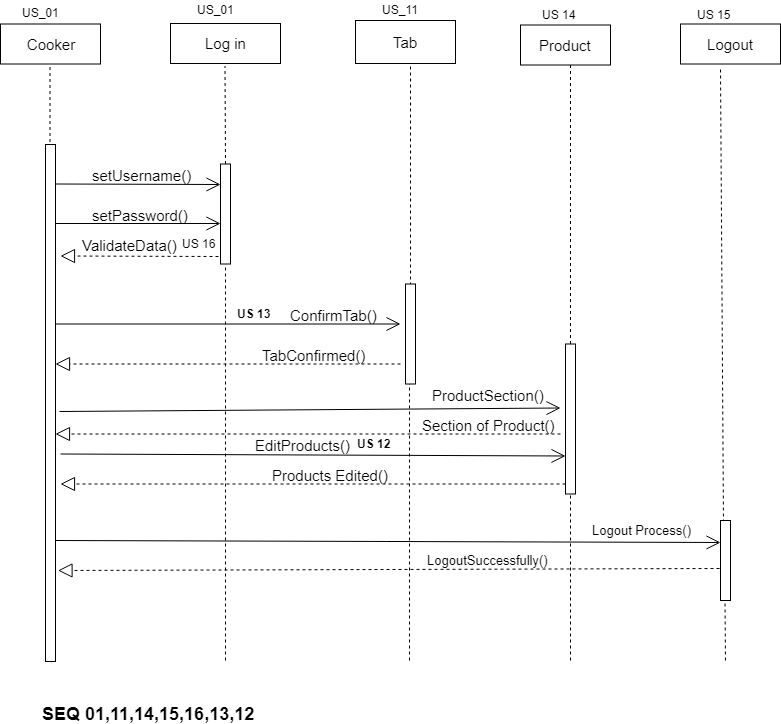 US_01
US_01
US_11
US 14
US 15
Cooker
Log in
Tab
Product
Logout
setUsername()
setPassword()
ValidateData() US 16
US 13 ConfirmTab()
TabConfirmed()
ProductSection()
Section of Product()
EditProducts() US 12
Products Edited()
Logout Process()
LogoutSuccessfully()
SEQ 01,11,14,15,16,13,12